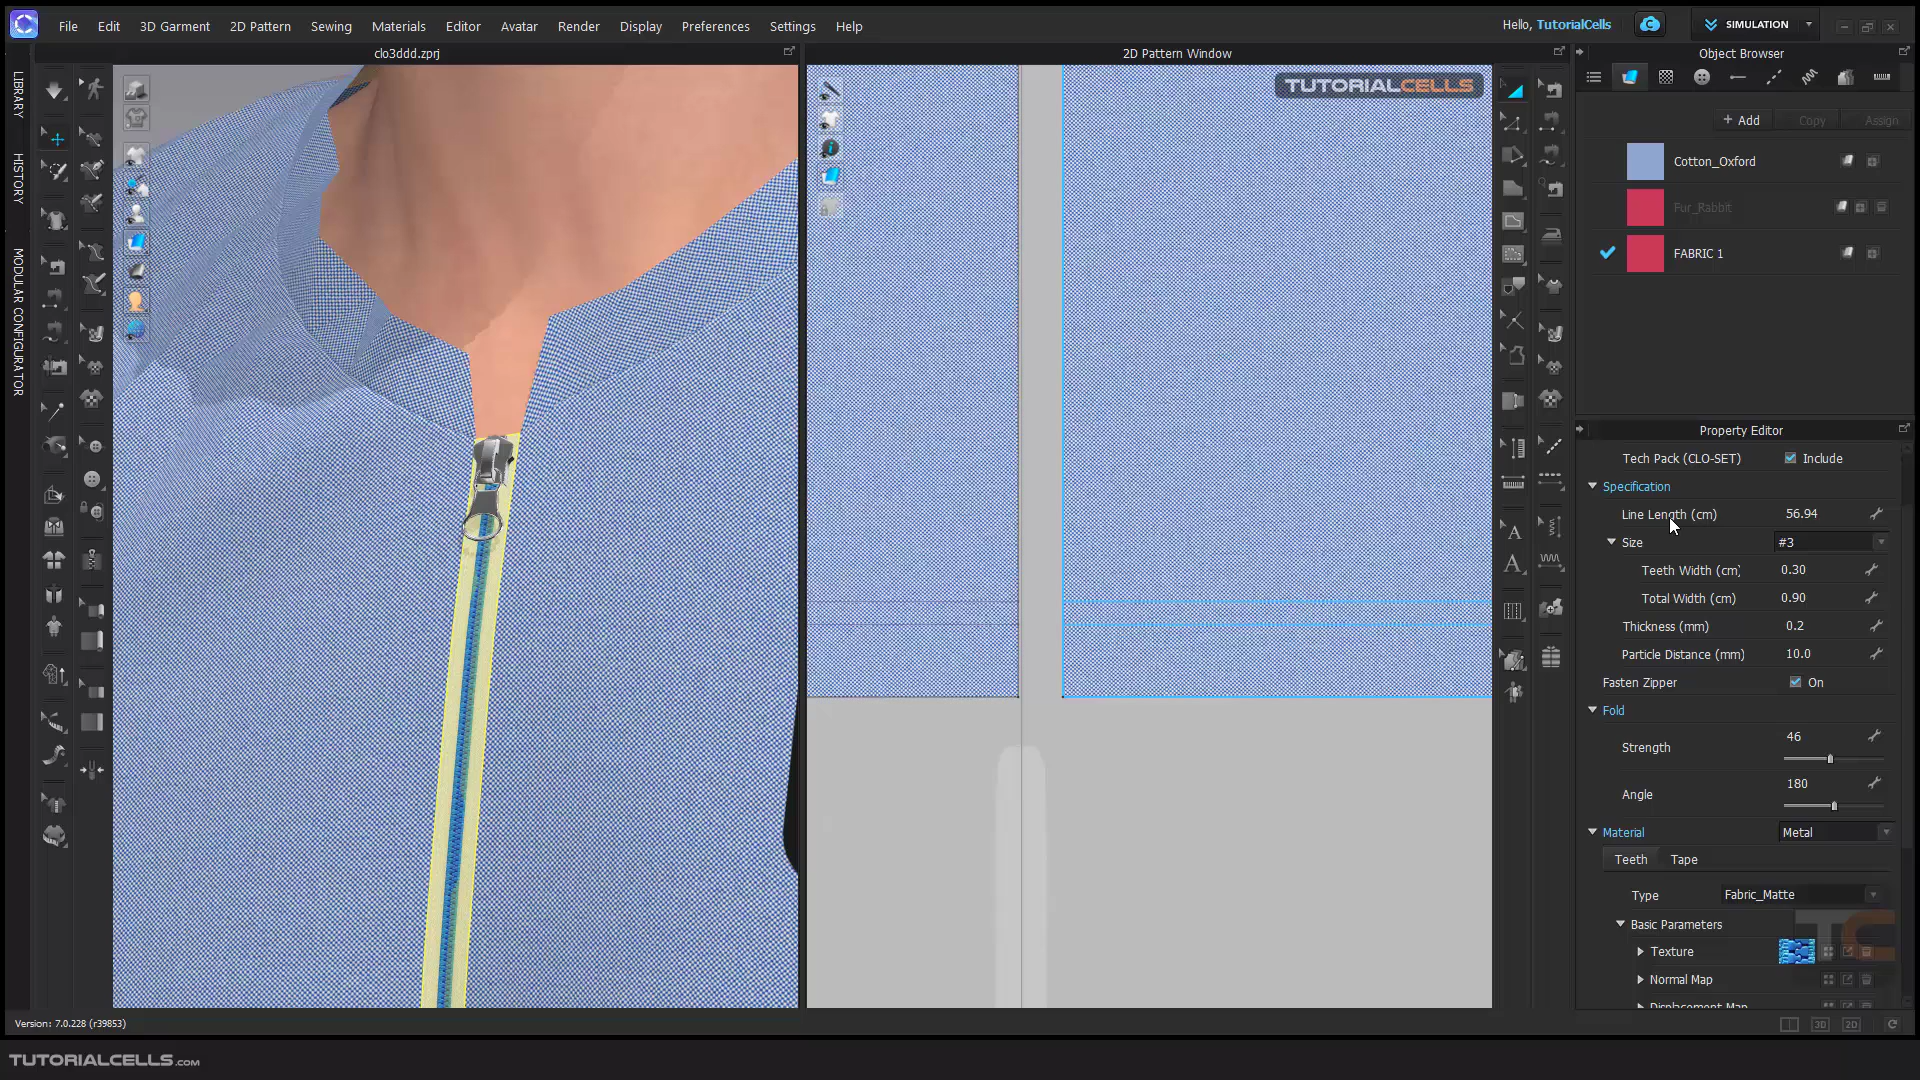 File Edit 3D Garment 2D Pattern Sewing Materials Editor Avatar Render Display Preferences Settings Help
Hello, TutorialCells
SIMULATION
clo3ddd.zprj
2D Pattern Window
Object Browser
LIBRARY
HISTORY
MODULAR CONFIGURATOR
TUTORIALCELLS
+ Add Copy Assign
Cotton_Oxford
Fur_Rabbit
FABRIC 1
Property Editor
Tech Pack (CLO-SET) Include
Specification
Line Length (cm) 56.94
Size #3
Teeth Width (cm) 0.30
Total Width (cm) 0.90
Thickness (mm) 0.2
Particle Distance (mm) 10.0
Fasten Zipper On
Fold
Strength 46
Angle 180
Material Metal
Teeth Tape
Type Fabric_Matte
Basic Parameters
Texture
Normal Map
Displacement Map
TC
Version: 7.0.228 (r39853)
3D 2D
TUTORIALCELLS.com